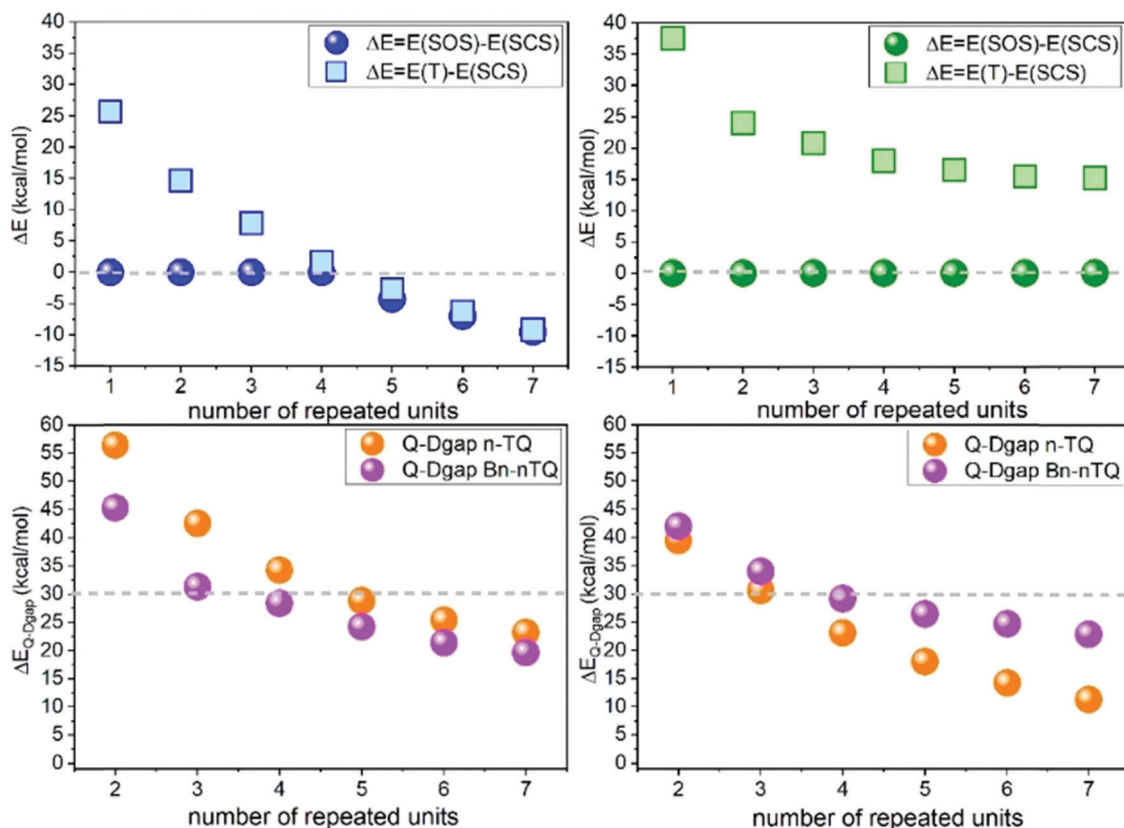 40
35
30
25
20
15
10
5
0
-5
-10
-15
ΔE (kcal/mol)
ΔE=E(SOS)-E(SCS)
ΔE=E(T)-E(SCS)
1 2 3 4 5 6 7
number of repeated units
40
35
30
25
20
15
10
5
0
-5
-10
-15
ΔE (kcal/mol)
ΔE=E(SOS)-E(SCS)
ΔE=E(T)-E(SCS)
1 2 3 4 5 6 7
number of repeated units
60
55
50
45
40
35
30
25
20
15
10
5
0
ΔE_Q-Dgap (kcal/mol)
Q-Dgap n-TQ
Q-Dgap Bn-nTQ
2 3 4 5 6 7
number of repeated units
60
55
50
45
40
35
30
25
20
15
10
5
0
ΔE_Q-Dgap (kcal/mol)
Q-Dgap n-TQ
Q-Dgap Bn-nTQ
2 3 4 5 6 7
number of repeated units